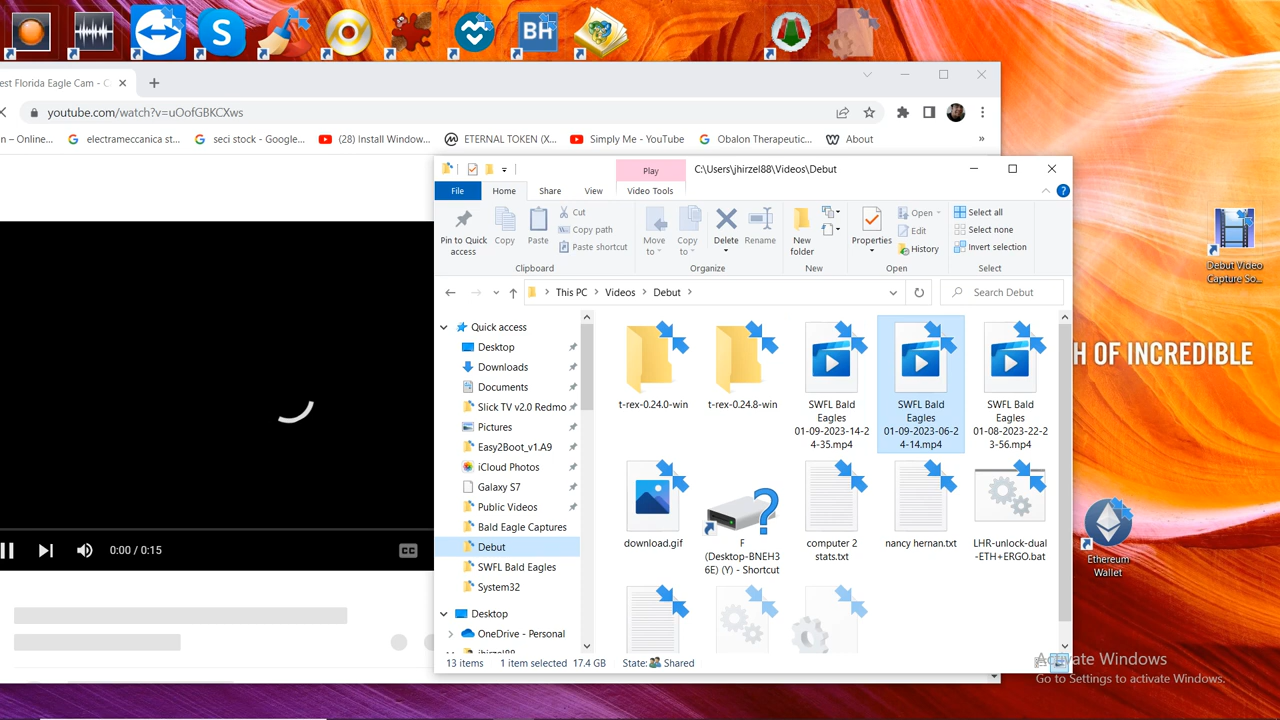 S
BH
est Florida Eagle Cam - C
youtube.com/watch?v=uOofGBKCXws
n – Online...
electrameccanica st...
seci stock - Google...
(28) Install Window...
ETERNAL TOKEN (X...
Simply Me - YouTube
Obalon Therapeutic...
About
»
Play
C:\Users\jhirzel88\Videos\Debut
File
Home
Share
View
Video Tools
Pin to Quick
access
Copy
Paste
Cut
Copy path
Paste shortcut
Clipboard
Move
to
Copy
to
Delete
Rename
Organize
New
folder
New
Properties
Open
Edit
History
Open
Select all
Select none
Invert selection
Select
This PC
Videos
Debut
Search Debut
Quick access
Desktop
Downloads
Documents
Slick TV v2.0 Redmo
Pictures
Easy2Boot_v1.A9
iCloud Photos
Galaxy S7
Public Videos
Bald Eagle Captures
Debut
SWFL Bald Eagles
System32
Desktop
OneDrive - Personal
jhirzel88
t-rex-0.24.0-win
t-rex-0.24.8-win
SWFL Bald
Eagles
01-09-2023-14-2
4-35.mp4
SWFL Bald
Eagles
01-09-2023-06-2
4-14.mp4
SWFL Bald
Eagles
01-08-2023-22-2
3-56.mp4
download.gif
F
(Desktop-BNEH3
6E) (Y) - Shortcut
computer 2
stats.txt
nancy hernan.txt
LHR-unlock-dual
-ETH+ERGO.bat
13 items
1 item selected
17.4 GB
State:
Shared
0:00 / 0:15
CC
Debut Video
Capture So...
H OF INCREDIBLE
Ethereum
Wallet
Activate Windows
Go to Settings to activate Windows.